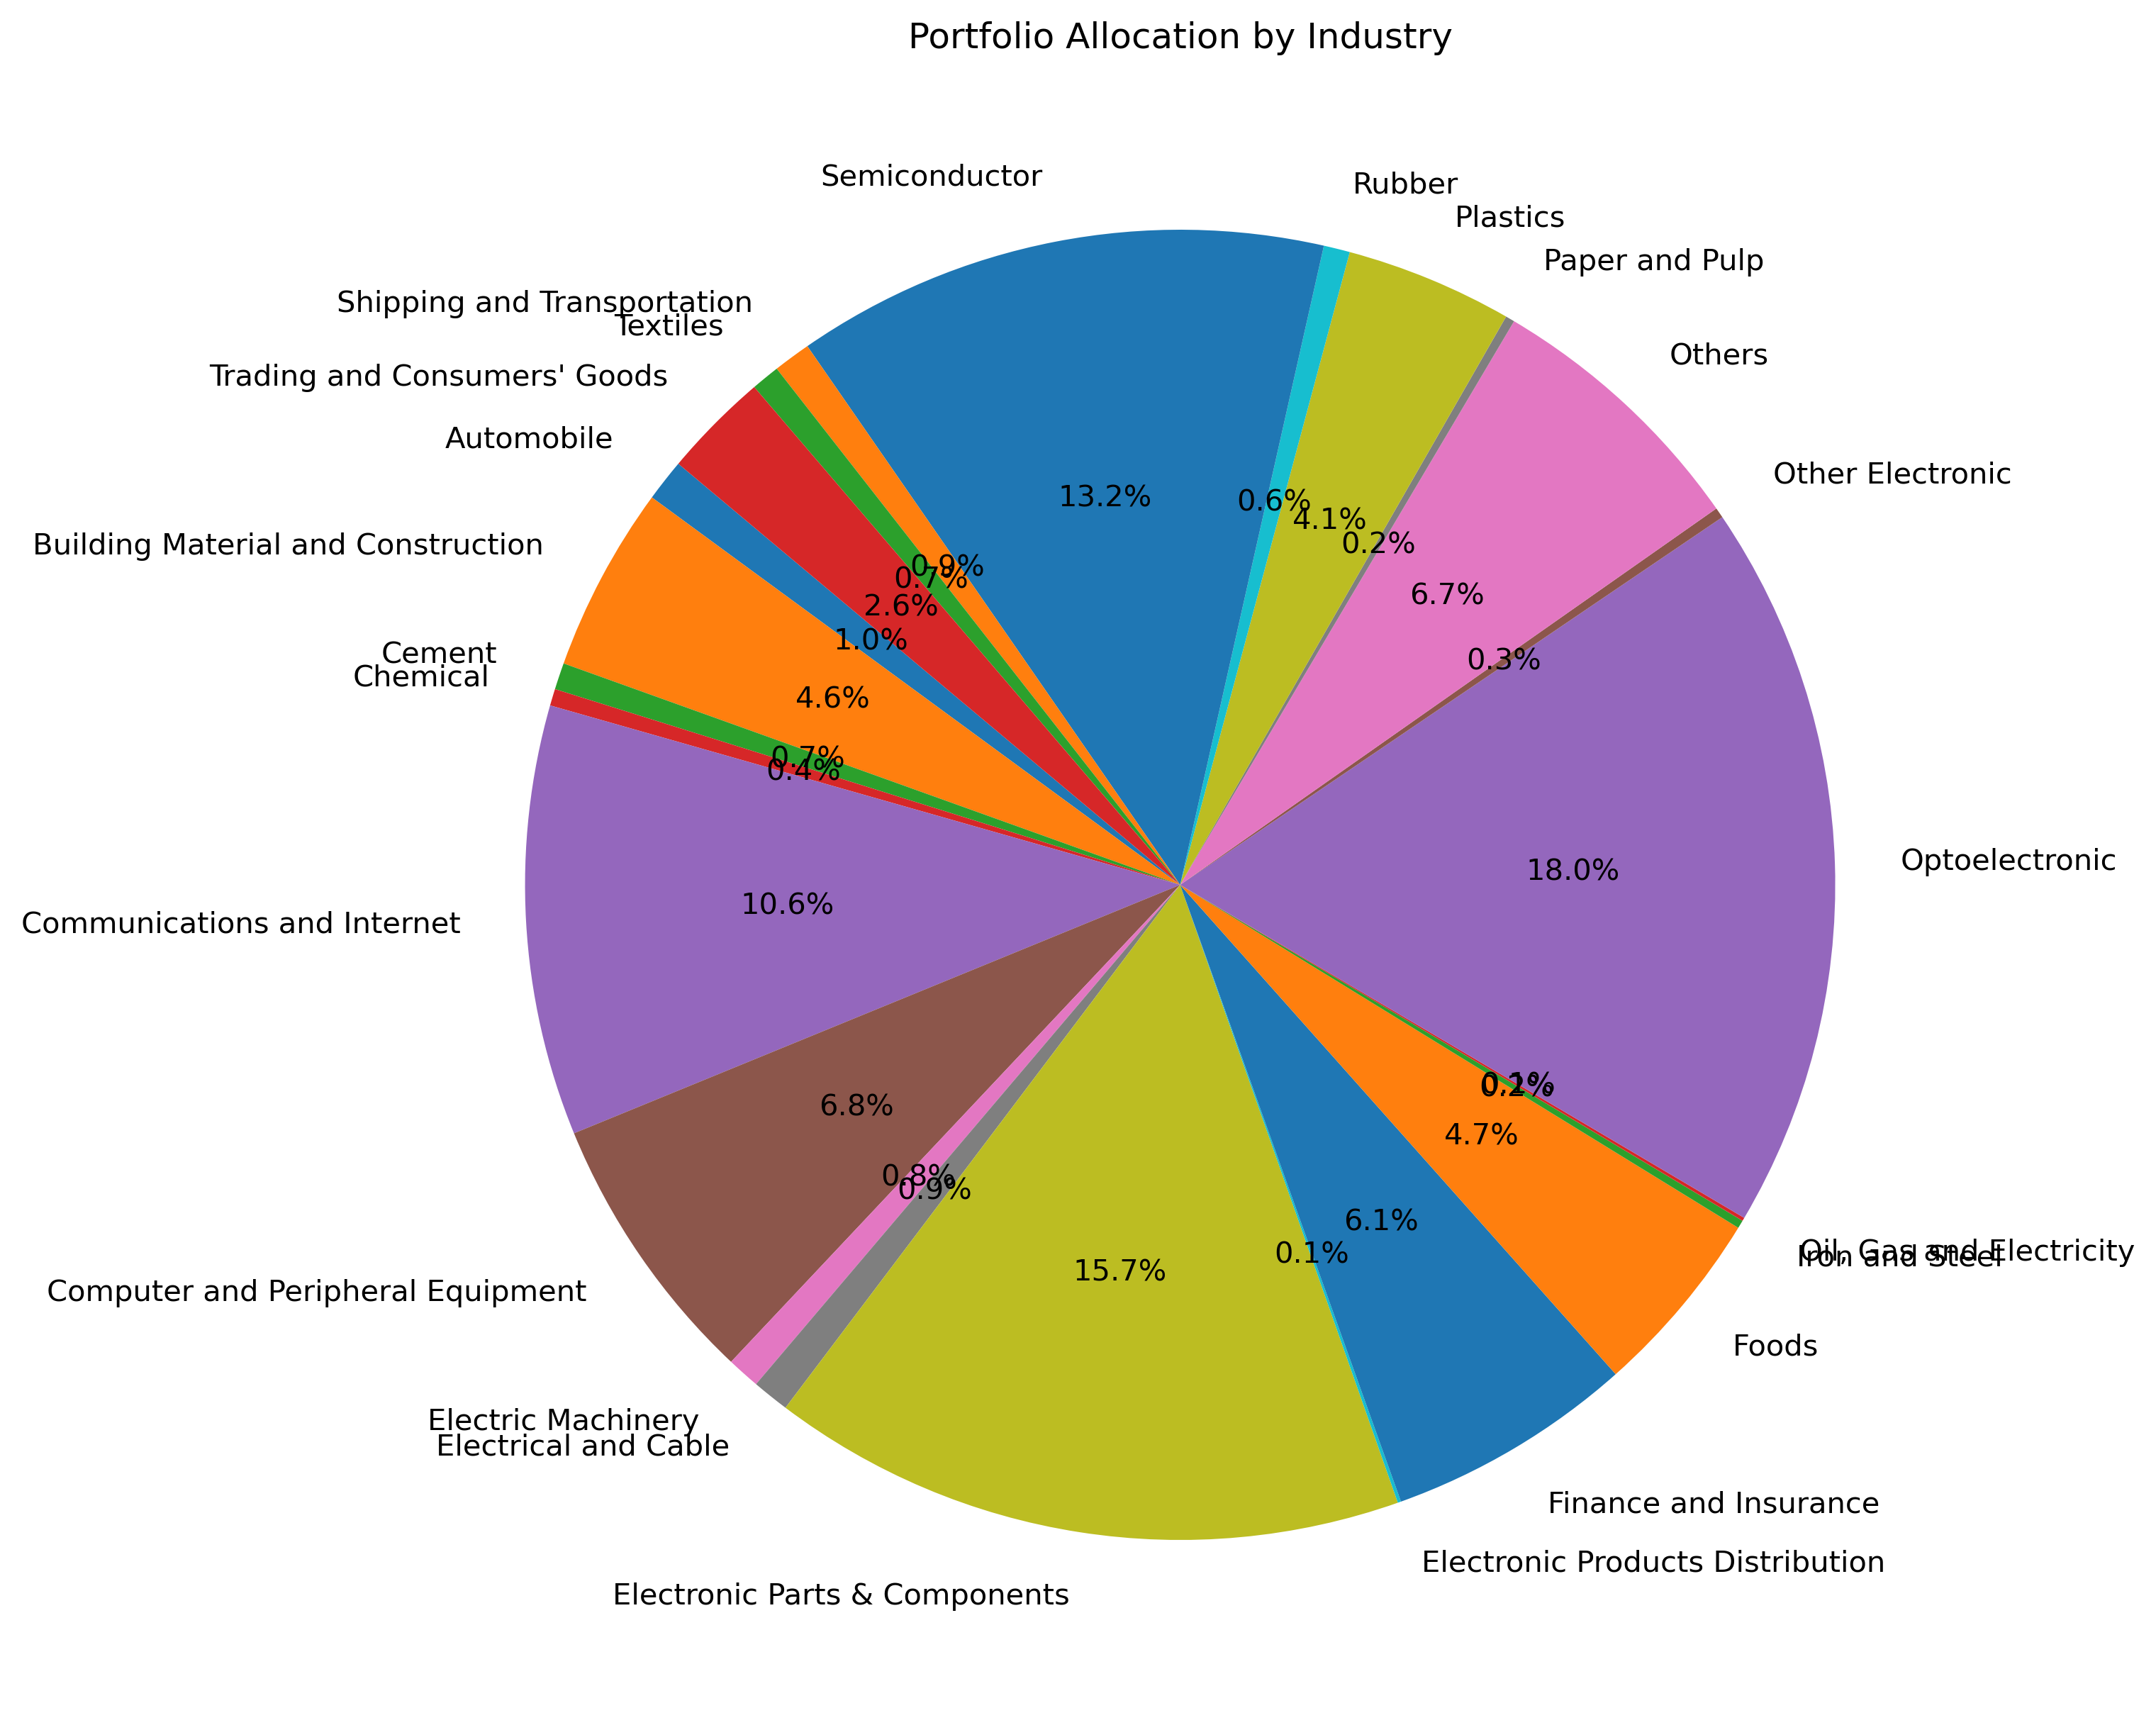 Portfolio Allocation by Industry
Semiconductor
Rubber
Plastics
Paper and Pulp
Others
Other Electronic
Optoelectronic
Oil, Gas and Electricity
Iron and Steel
Foods
Finance and Insurance
Electronic Products Distribution
Electronic Parts & Components
Electrical and Cable
Electric Machinery
Computer and Peripheral Equipment
Communications and Internet
Chemical
Cement
Building Material and Construction
Automobile
Trading and Consumers' Goods
Textiles
Shipping and Transportation
13.2%
0.6%
4.1%
0.2%
6.7%
0.3%
18.0%
0.1%
0.2%
4.7%
6.1%
0.1%
15.7%
0.9%
0.8%
6.8%
10.6%
0.4%
0.7%
4.6%
1.0%
2.6%
0.7%
0.9%